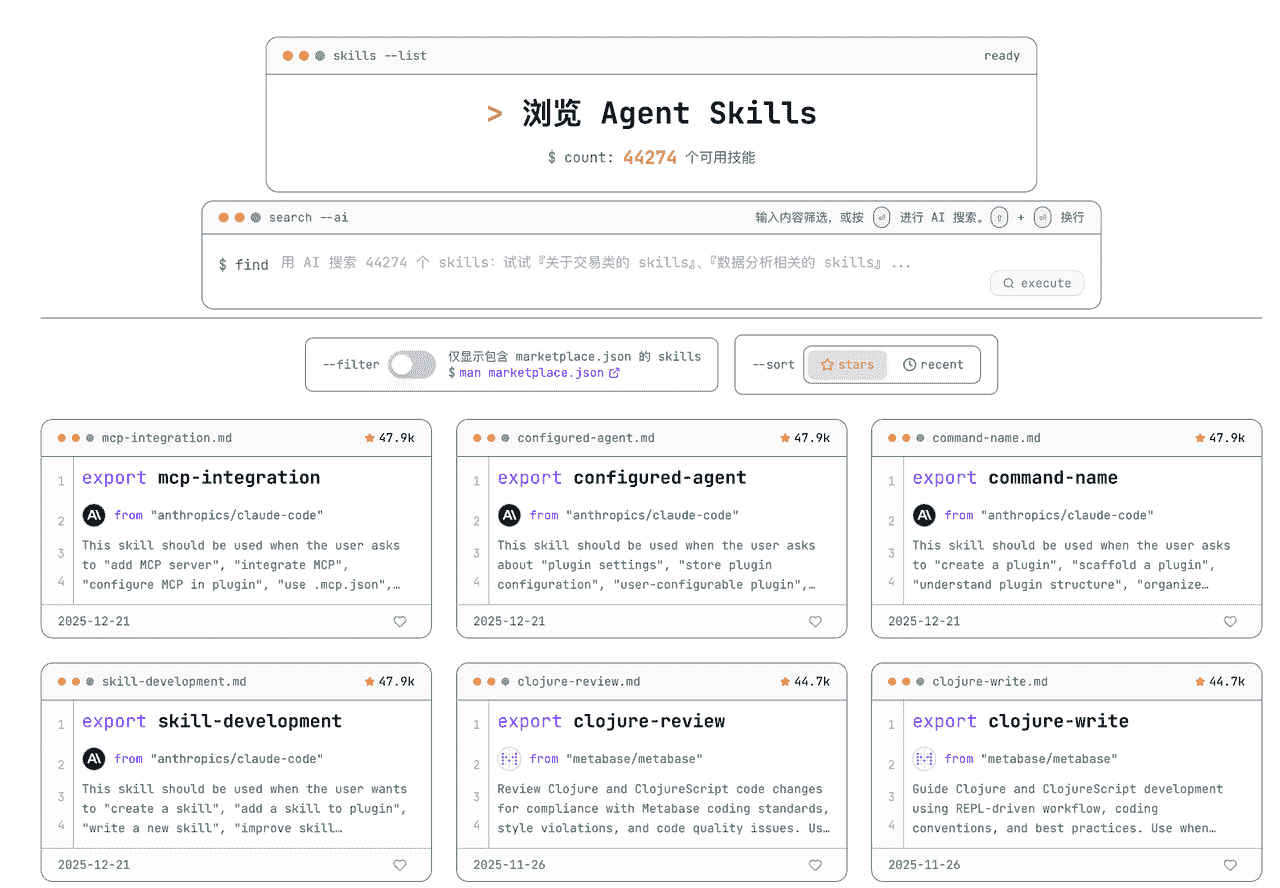 skills --list
ready
> 浏览 Agent Skills
$ count: 44274 个可用技能
search --ai
输入内容筛选, 或按 ⏎ 进行 AI 搜索。⇧ + ⏎ 换行
$ find 用 AI 搜索 44274 个 skills: 试试『关于交易类的 skills』、『数据分析相关的 skills』 ...
execute
--filter
仅显示包含 marketplace.json 的 skills
$ man marketplace.json
--sort
stars
recent
mcp-integration.md
47.9k
1 export mcp-integration
2 from "anthropics/claude-code"
3 This skill should be used when the user asks
to "add MCP server", "integrate MCP",
4 "configure MCP in plugin", "use .mcp.json",…
2025-12-21
configured-agent.md
47.9k
1 export configured-agent
2 from "anthropics/claude-code"
3 This skill should be used when the user asks
about "plugin settings", "store plugin
4 configuration", "user-configurable plugin",…
2025-12-21
command-name.md
47.9k
1 export command-name
2 from "anthropics/claude-code"
3 This skill should be used when the user asks
to "create a plugin", "scaffold a plugin",
4 "understand plugin structure", "organize…
2025-12-21
skill-development.md
47.9k
1 export skill-development
2 from "anthropics/claude-code"
3 This skill should be used when the user wants
to "create a skill", "add a skill to plugin",
4 "write a new skill", "improve skill…
2025-12-21
clojure-review.md
44.7k
1 export clojure-review
2 from "metabase/metabase"
3 Review Clojure and ClojureScript code changes
for compliance with Metabase coding standards,
4 style violations, and code quality issues. Us…
2025-11-26
clojure-write.md
44.7k
1 export clojure-write
2 from "metabase/metabase"
3 Guide Clojure and ClojureScript development
using REPL-driven workflow, coding
4 conventions, and best practices. Use when…
2025-11-26